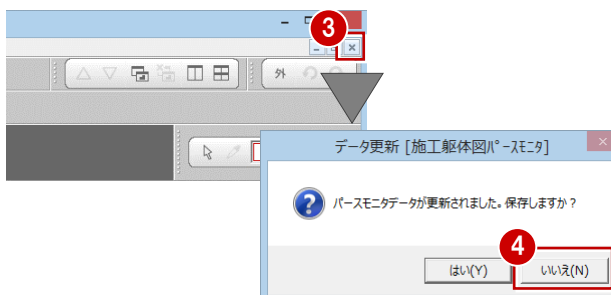 3
外
データ更新 [施工躯体図パースモニタ]
パースモニタデータが更新されました。保存しますか？
4
はい(Y)
いいえ(N)